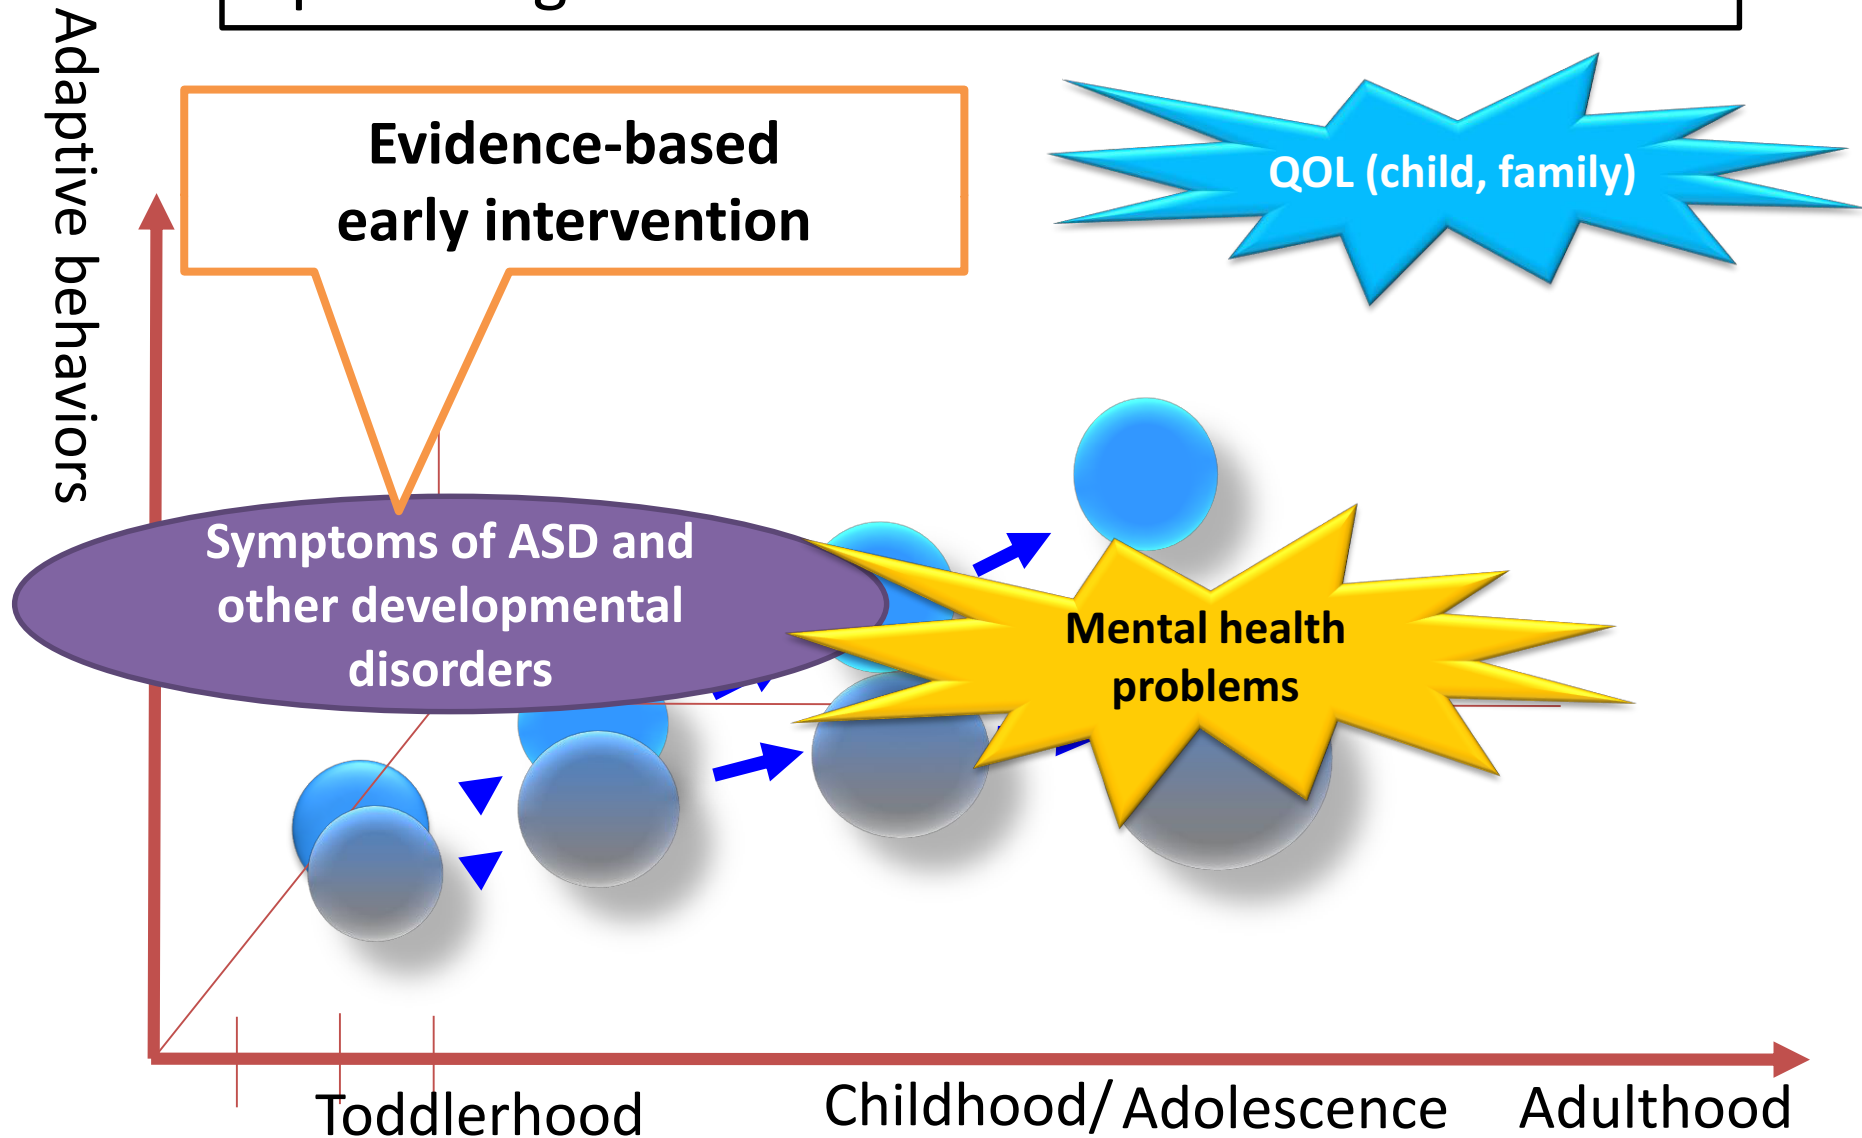 Adaptive behaviors
Evidence-based
early intervention
QOL (child, family)
Symptoms of ASD and
other developmental
disorders
Mental health
problems
Toddlerhood
Childhood/
Adolescence
Adulthood